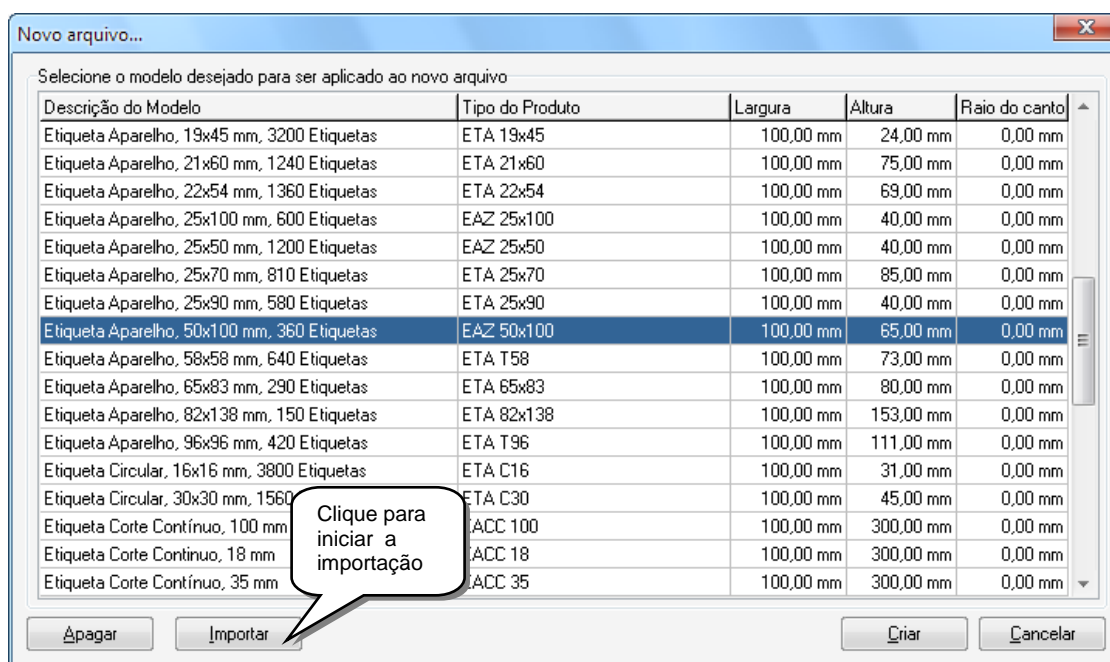 Novo arquivo...
Selecione o modelo desejado para ser aplicado ao novo arquivo
Descrição do Modelo Tipo do Produto Largura Altura Raio do canto
Etiqueta Aparelho, 19x45 mm, 3200 Etiquetas ETA 19x45 100,00 mm 24,00 mm 0,00 mm
Etiqueta Aparelho, 21x60 mm, 1240 Etiquetas ETA 21x60 100,00 mm 75,00 mm 0,00 mm
Etiqueta Aparelho, 22x54 mm, 1360 Etiquetas ETA 22x54 100,00 mm 69,00 mm 0,00 mm
Etiqueta Aparelho, 25x100 mm, 600 Etiquetas EAZ 25x100 100,00 mm 40,00 mm 0,00 mm
Etiqueta Aparelho, 25x50 mm, 1200 Etiquetas EAZ 25x50 100,00 mm 40,00 mm 0,00 mm
Etiqueta Aparelho, 25x70 mm, 810 Etiquetas ETA 25x70 100,00 mm 85,00 mm 0,00 mm
Etiqueta Aparelho, 25x90 mm, 580 Etiquetas ETA 25x90 100,00 mm 40,00 mm 0,00 mm
Etiqueta Aparelho, 50x100 mm, 360 Etiquetas EAZ 50x100 100,00 mm 65,00 mm 0,00 mm
Etiqueta Aparelho, 58x58 mm, 640 Etiquetas ETA T58 100,00 mm 73,00 mm 0,00 mm
Etiqueta Aparelho, 65x83 mm, 290 Etiquetas ETA 65x83 100,00 mm 80,00 mm 0,00 mm
Etiqueta Aparelho, 82x138 mm, 150 Etiquetas ETA 82x138 100,00 mm 153,00 mm 0,00 mm
Etiqueta Aparelho, 96x96 mm, 420 Etiquetas ETA T96 100,00 mm 111,00 mm 0,00 mm
Etiqueta Circular, 16x16 mm, 3800 Etiquetas ETA C16 100,00 mm 31,00 mm 0,00 mm
Etiqueta Circular, 30x30 mm, 1560 ETA C30 100,00 mm 45,00 mm 0,00 mm
Etiqueta Corte Contínuo, 100 mm EACC 100 100,00 mm 300,00 mm 0,00 mm
Etiqueta Corte Continuo, 18 mm EACC 18 100,00 mm 300,00 mm 0,00 mm
Etiqueta Corte Contínuo, 35 mm EACC 35 100,00 mm 300,00 mm 0,00 mm
Clique para
iniciar a
importação
Apagar Importar Criar Cancelar